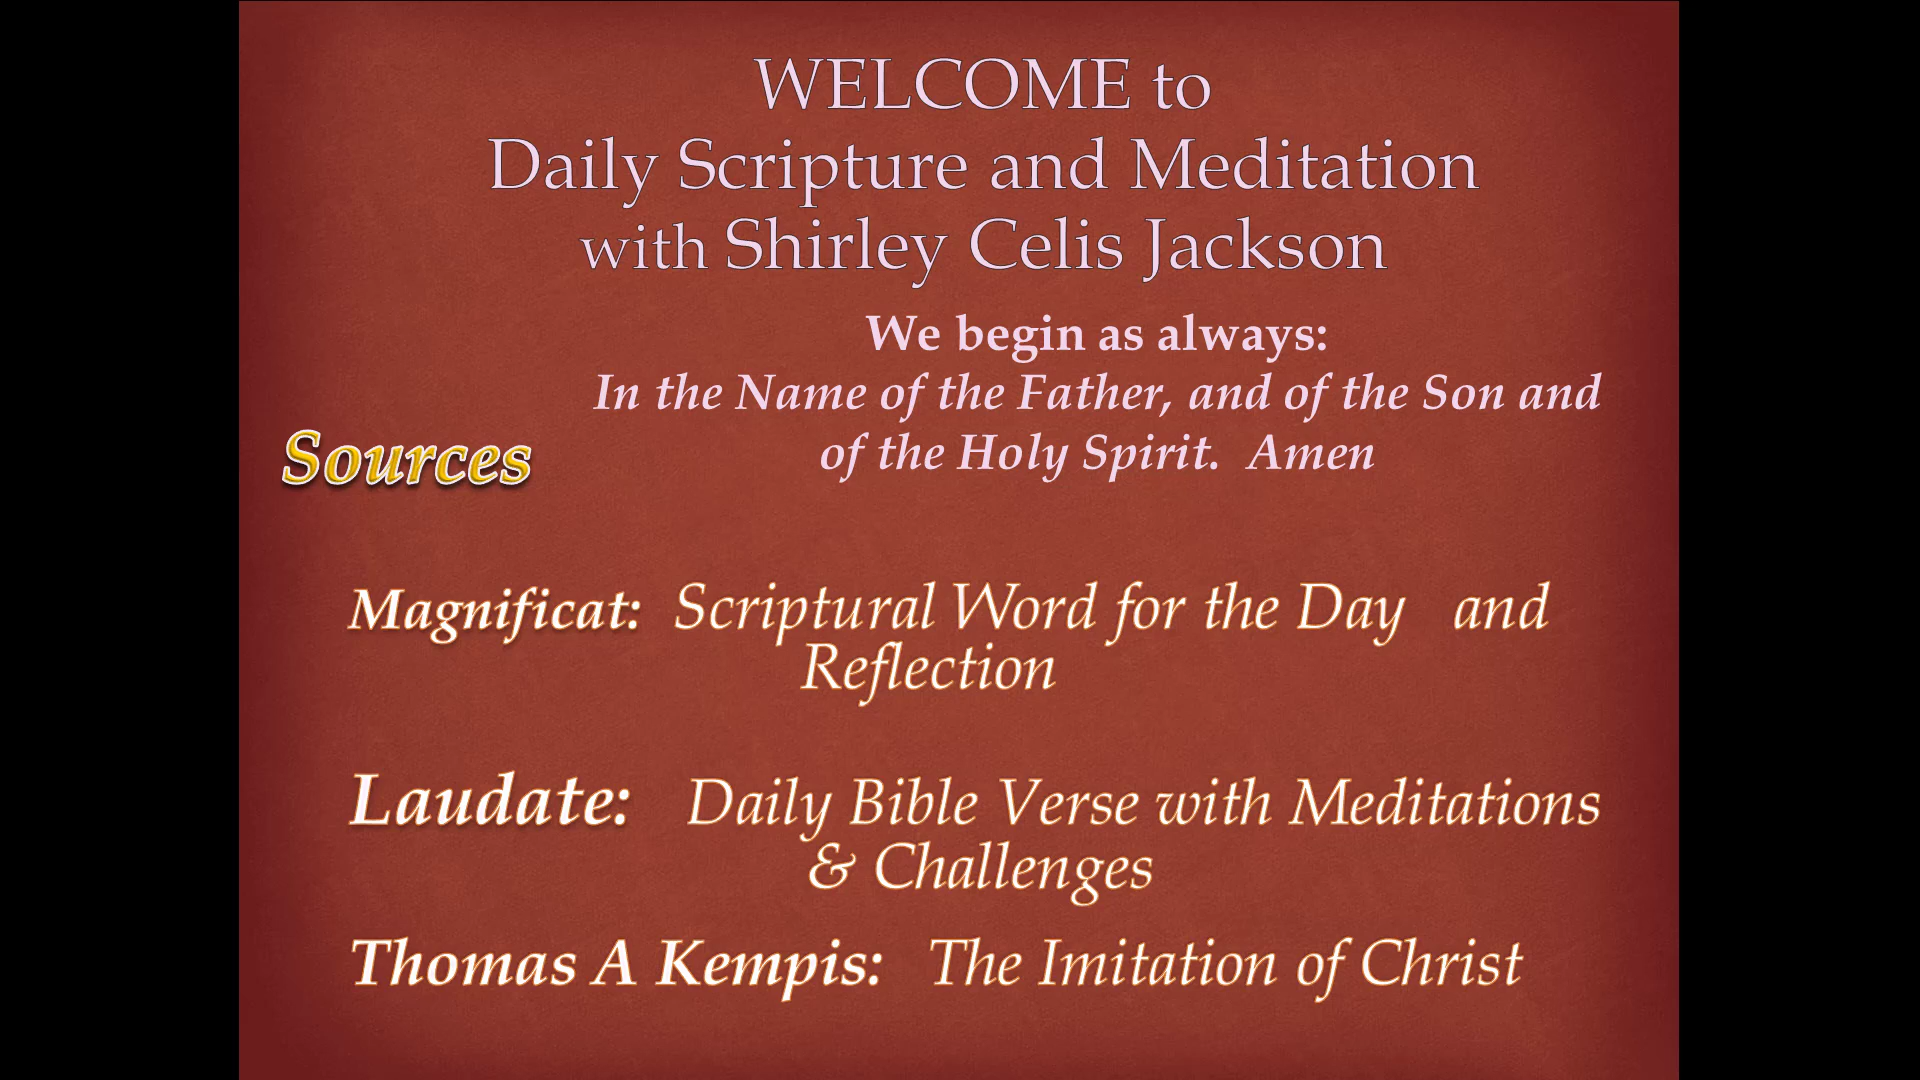 WELCOME to
Daily Scripture and Meditation
with Shirley Celis Jackson
We begin as always:
In the Name of the Father, and of the Son and
of the Holy Spirit.  Amen
Sources
Magnificat:  Scriptural Word for the Day   and
Reflection
Laudate:   Daily Bible Verse with Meditations
& Challenges
Thomas A Kempis:   The Imitation of Christ